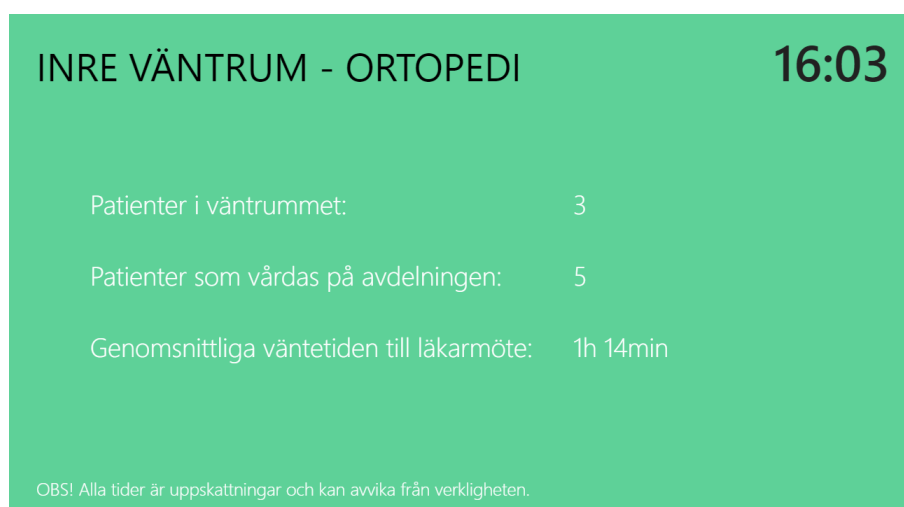 INRE VÄNTRUM - ORTOPEDI 16:03
Patienter i väntrummet: 3
Patienter som vårdas på avdelningen: 5
Genomsnittliga väntetiden till läkarmöte: 1h 14min
OBS! Alla tider är uppskattningar och kan avvika från verkligheten.